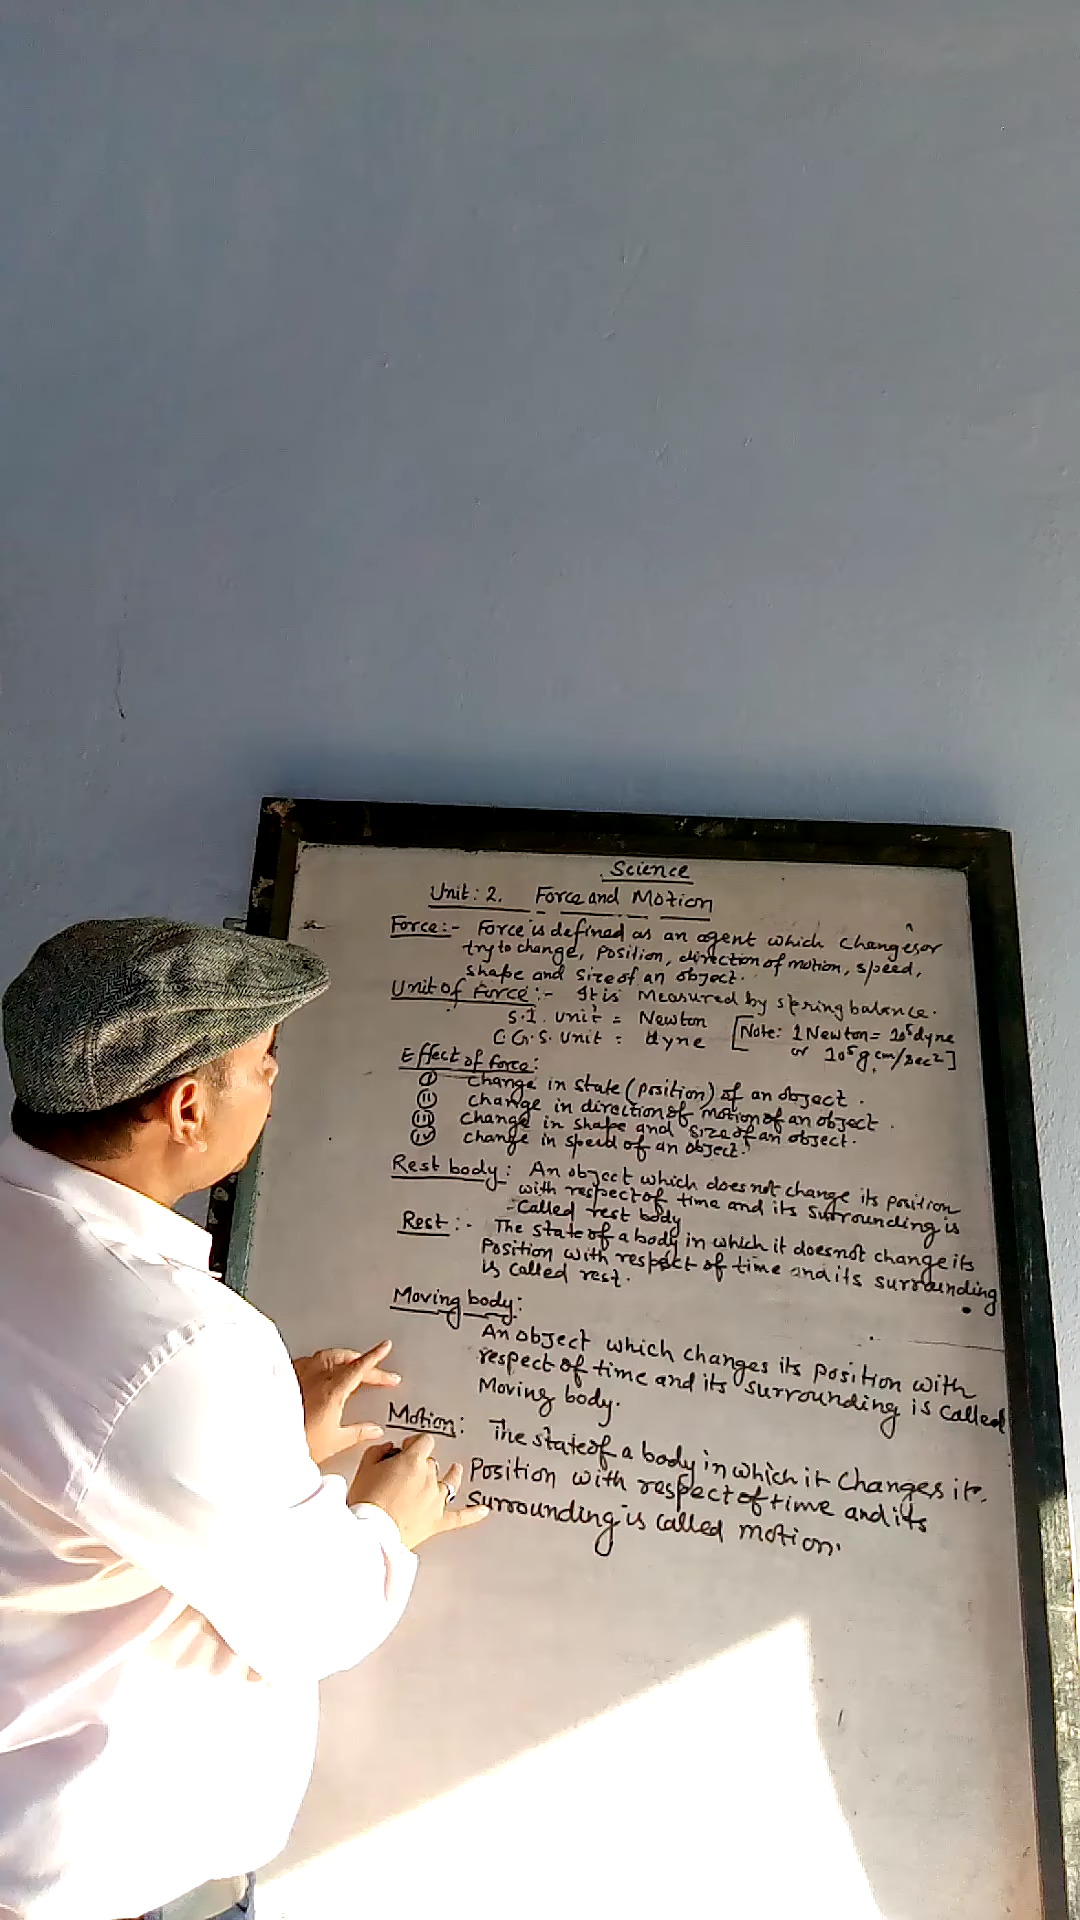 Science
Unit: 2. Force and Motion
Force:- Force is defined as an agent which changes or
try to change, position, direction of motion, speed,
shape and size of an object.
Unit of Force:- It is Measured by spring balance.
S.I. unit = Newton [Note: 1 Newton = 10⁵ dyne
C.G.S. unit = dyne or 10⁵ g cm/sec²]
Effect of force:
(i) change in state (position) of an object.
(ii) change in direction of motion of an object.
(iii) change in shape and size of an object.
(iv) change in speed of an object.
Rest body: An object which does not change its position
with respect of time and its surrounding is
called rest body
Rest:- The state of a body in which it does not change its
Position with respect of time and its surrounding
is called rest.
Moving body:
An object which changes its position with
respect of time and its surrounding is called
Moving body.
Motion: The state of a body in which it changes its
Position with respect of time and its
surrounding is called motion.